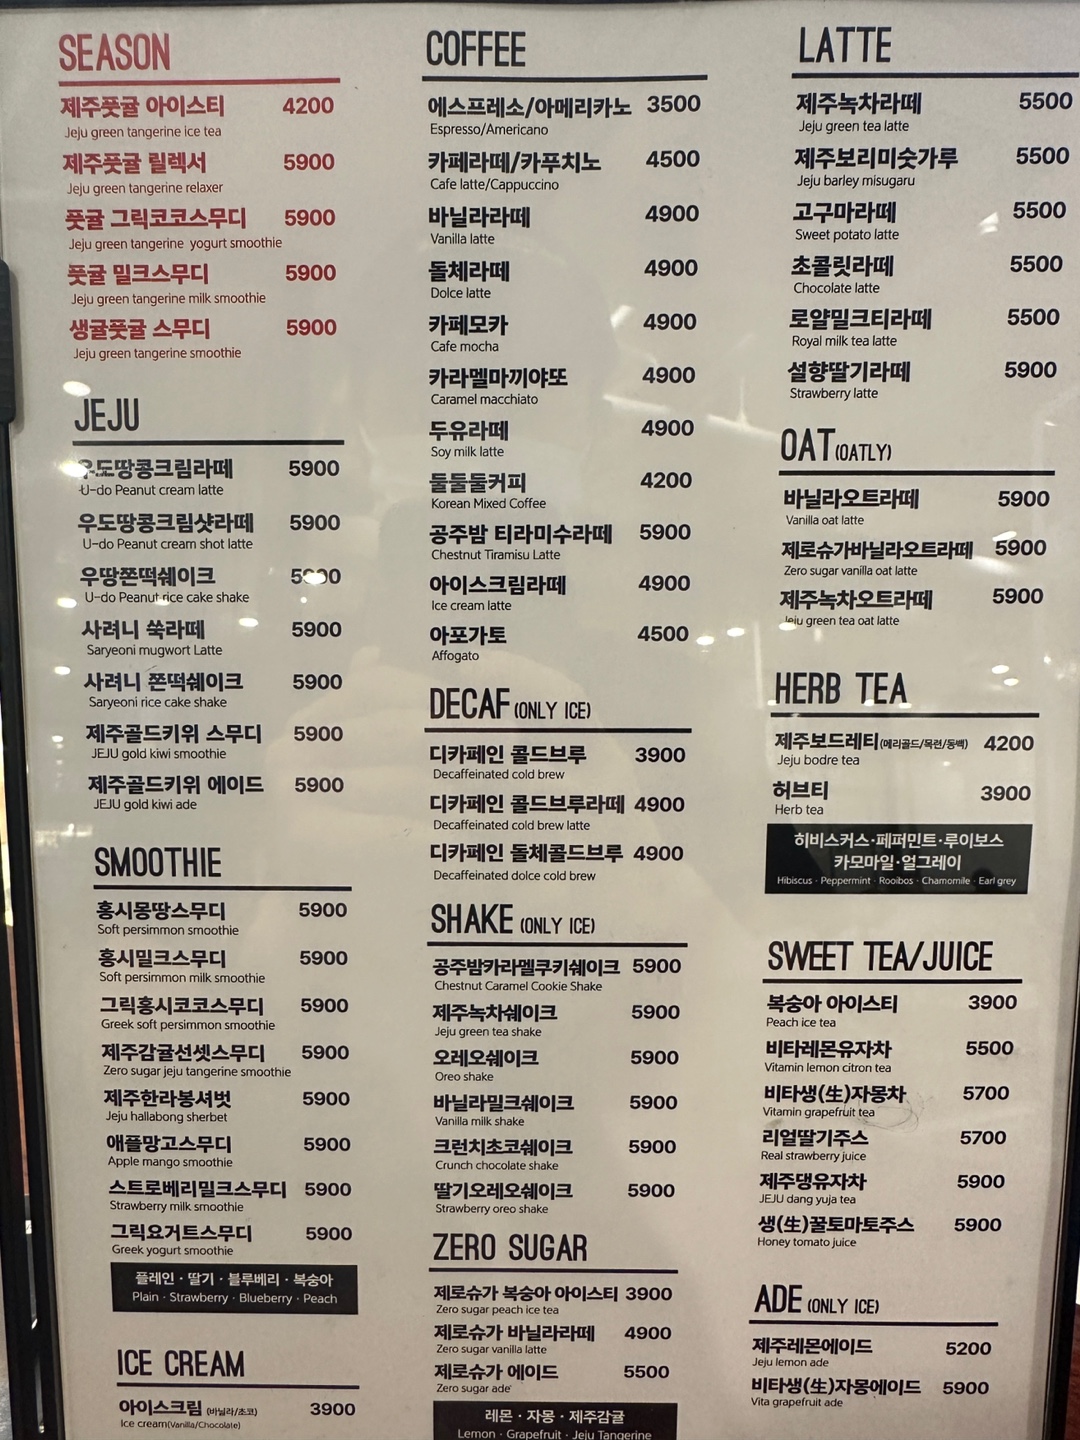 SEASON
제주풋귤 아이스티 4200
Jeju green tangerine ice tea
제주풋귤 릴렉서 5900
Jeju green tangerine relaxer
풋귤 그릭코코스무디 5900
Jeju green tangerine yogurt smoothie
풋귤 밀크스무디 5900
Jeju green tangerine milk smoothie
생귤풋귤 스무디 5900
Jeju green tangerine smoothie
JEJU
우도땅콩크림라떼 5900
U-do Peanut cream latte
우도땅콩크림샷라떼 5900
U-do Peanut cream shot latte
우땅쫀떡쉐이크 5900
U-do Peanut rice cake shake
사려니 쑥라떼 5900
Saryeoni mugwort Latte
사려니 쫀떡쉐이크 5900
Saryeoni rice cake shake
제주골드키위 스무디 5900
JEJU gold kiwi smoothie
제주골드키위 에이드 5900
JEJU gold kiwi ade
SMOOTHIE
홍시몽땅스무디 5900
Soft persimmon smoothie
홍시밀크스무디 5900
Soft persimmon milk smoothie
그릭홍시코코스무디 5900
Greek soft persimmon smoothie
제주감귤선셋스무디 5900
Zero sugar jeju tangerine smoothie
제주한라봉셔벗 5900
Jeju hallabong sherbet
애플망고스무디 5900
Apple mango smoothie
스트로베리밀크스무디 5900
Strawberry milk smoothie
그릭요거트스무디 5900
Greek yogurt smoothie
플레인 · 딸기 · 블루베리 · 복숭아
Plain · Strawberry · Blueberry · Peach
ICE CREAM
아이스크림 (바닐라/초코) 3900
Ice cream(Vanilla/Chocolate)
COFFEE
에스프레소/아메리카노 3500
Espresso/Americano
카페라떼/카푸치노 4500
Cafe latte/Cappuccino
바닐라라떼 4900
Vanilla latte
돌체라떼 4900
Dolce latte
카페모카 4900
Cafe mocha
카라멜마끼야또 4900
Caramel macchiato
두유라떼 4900
Soy milk latte
둘둘둘커피 4200
Korean Mixed Coffee
공주밤 티라미수라떼 5900
Chestnut Tiramisu Latte
아이스크림라떼 4900
Ice cream latte
아포가토 4500
Affogato
DECAF (ONLY ICE)
디카페인 콜드브루 3900
Decaffeinated cold brew
디카페인 콜드브루라떼 4900
Decaffeinated cold brew latte
디카페인 돌체콜드브루 4900
Decaffeinated dolce cold brew
SHAKE (ONLY ICE)
공주밤카라멜쿠키쉐이크 5900
Chestnut Caramel Cookie Shake
제주녹차쉐이크 5900
Jeju green tea shake
오레오쉐이크 5900
Oreo shake
바닐라밀크쉐이크 5900
Vanilla milk shake
크런치초코쉐이크 5900
Crunch chocolate shake
딸기오레오쉐이크 5900
Strawberry oreo shake
ZERO SUGAR
제로슈가 복숭아 아이스티 3900
Zero sugar peach ice tea
제로슈가 바닐라라떼 4900
Zero sugar vanilla latte
제로슈가 에이드 5500
Zero sugar ade
레몬 · 자몽 · 제주감귤
Lemon · Grapefruit · Jeju Tangerine
LATTE
제주녹차라떼 5500
Jeju green tea latte
제주보리미숫가루 5500
Jeju barley misugaru
고구마라떼 5500
Sweet potato latte
초콜릿라떼 5500
Chocolate latte
로얄밀크티라떼 5500
Royal milk tea latte
설향딸기라떼 5900
Strawberry latte
OAT (OATLY)
바닐라오트라떼 5900
Vanilla oat latte
제로슈가바닐라오트라떼 5900
Zero sugar vanilla oat latte
제주녹차오트라떼 5900
Jeju green tea oat latte
HERB TEA
제주보드레티(메리골드/목련/동백) 4200
Jeju bodre tea
허브티 3900
Herb tea
히비스커스·페퍼민트·루이보스
카모마일·얼그레이
Hibiscus · Peppermint · Rooibos · Chamomile · Earl grey
SWEET TEA/JUICE
복숭아 아이스티 3900
Peach ice tea
비타레몬유자차 5500
Vitamin lemon citron tea
비타생(生)자몽차 5700
Vitamin grapefruit tea
리얼딸기주스 5700
Real strawberry juice
제주댕유자차 5900
JEJU dang yuja tea
생(生)꿀토마토주스 5900
Honey tomato juice
ADE (ONLY ICE)
제주레몬에이드 5200
Jeju lemon ade
비타생(生)자몽에이드 5900
Vita grapefruit ade